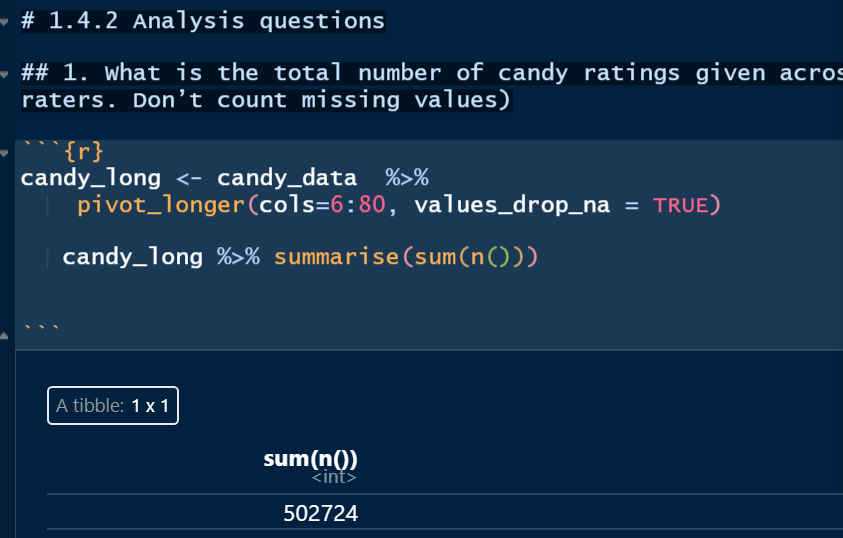 # 1.4.2 Analysis questions
## 1. What is the total number of candy ratings given acros
raters. Don’t count missing values)
```{r}
candy_long <- candy_data  %>%
pivot_longer(cols=6:80, values_drop_na = TRUE)
candy_long %>% summarise(sum(n()))
```
A tibble: 1 x 1
sum(n())
<int>
502724